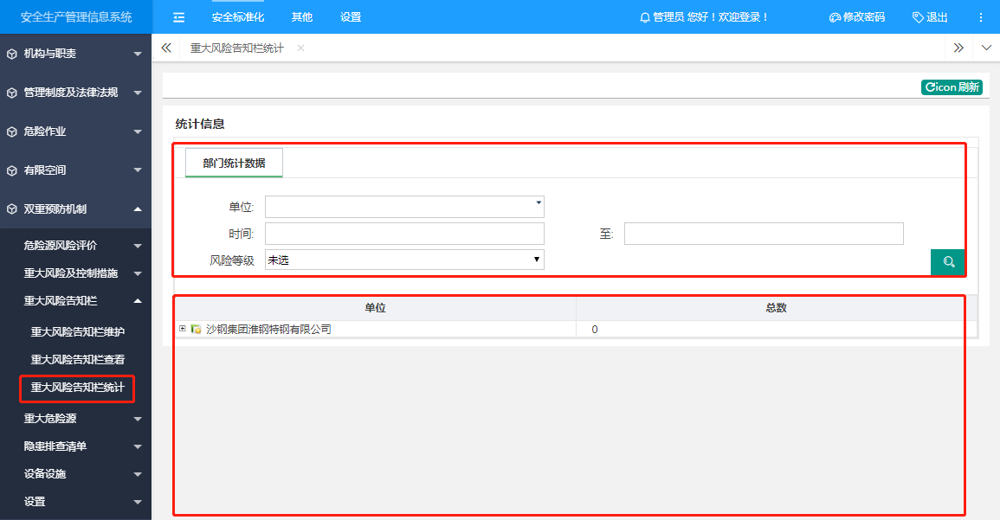 安全生产管理信息系统
安全标准化 其他 设置 管理员 您好！欢迎登录！ 修改密码 退出
重大风险告知栏统计
机构与职责
管理制度及法律法规
危险作业
有限空间
双重预防机制
危险源风险评价
重大风险及控制措施
重大风险告知栏
重大风险告知栏维护
重大风险告知栏查看
重大风险告知栏统计
重大危险源
隐患排查清单
设备设施
设置
icon 刷新
统计信息
部门统计数据
单位:
时间: 至:
风险等级 未选
单位 总数
沙钢集团淮钢特钢有限公司 0